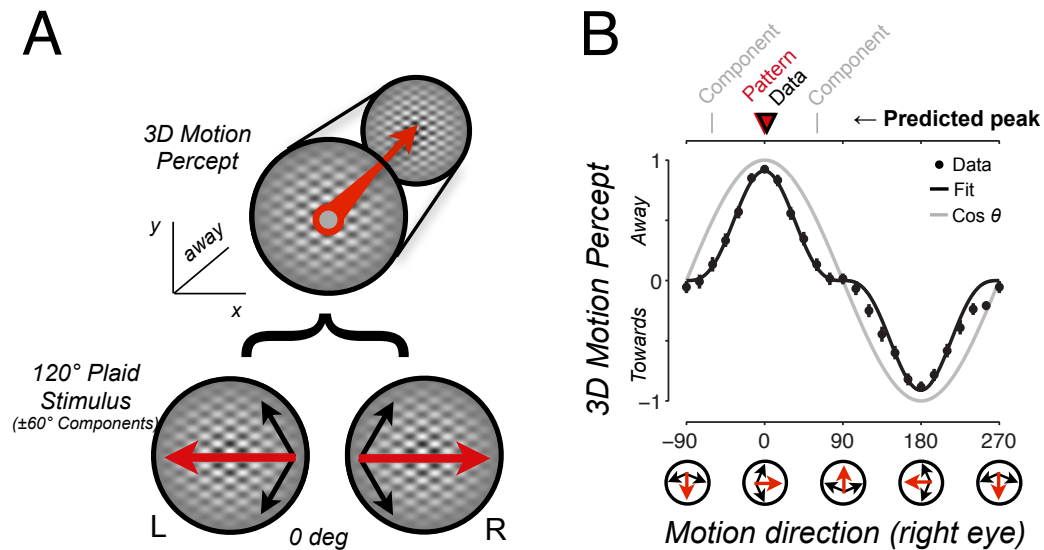 A
3D Motion
Percept
y
away
x
120° Plaid
Stimulus
(±60° Components)
L
0 deg
R
B
Component
Pattern
Data
Component
← Predicted peak
3D Motion Percept
Away
Towards
1
0
−1
Data
Fit
Cos θ
−90 0 90 180 270
Motion direction (right eye)